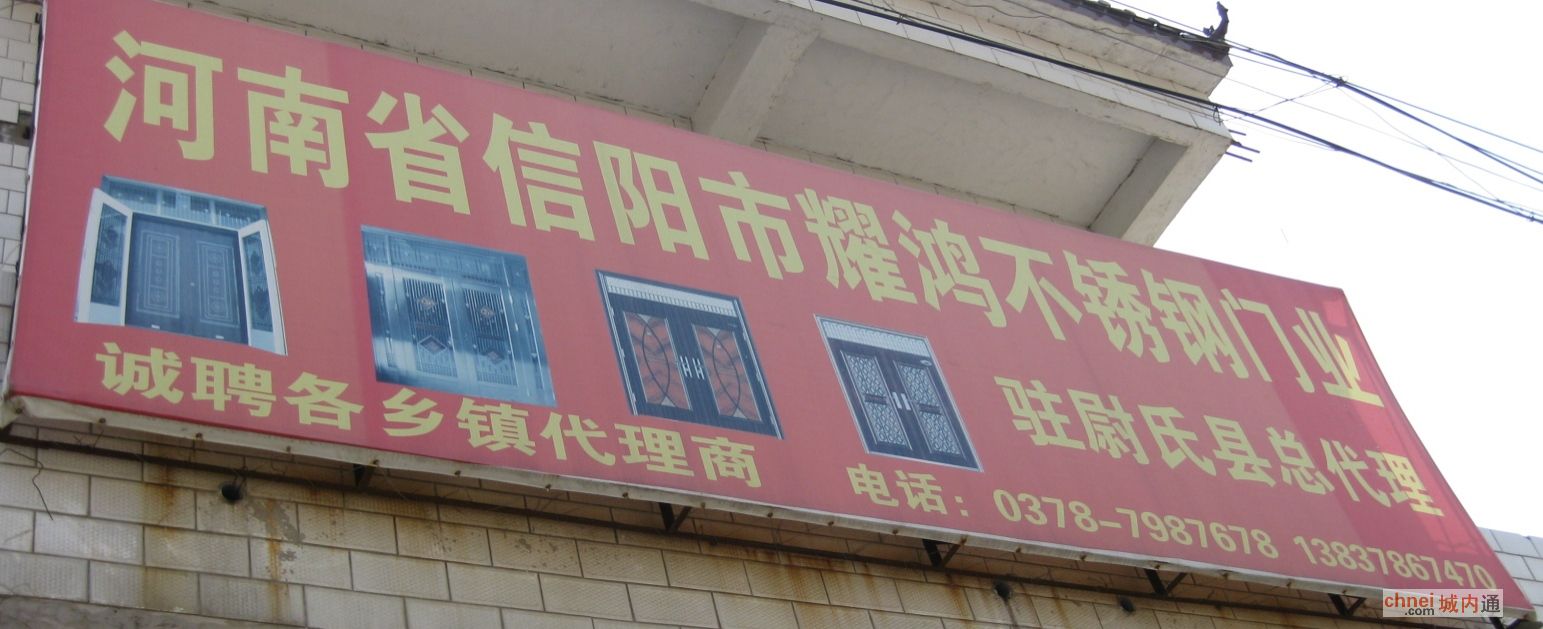 河南省信阳市耀鸿不锈钢门业
驻尉氏县总代理
诚聘各乡镇代理商
电话：0378-7987678 13837867470
chnei城内通
.com